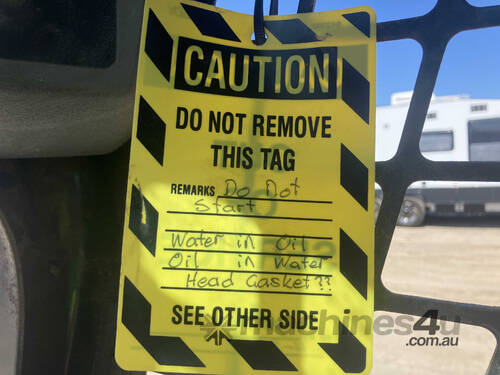 CAUTION
DO NOT REMOVE
THIS TAG
REMARKS Do Not
Start
Water in Oil
Oil in Water
Head Gasket??
SEE OTHER SIDE
machines4u
.com.au